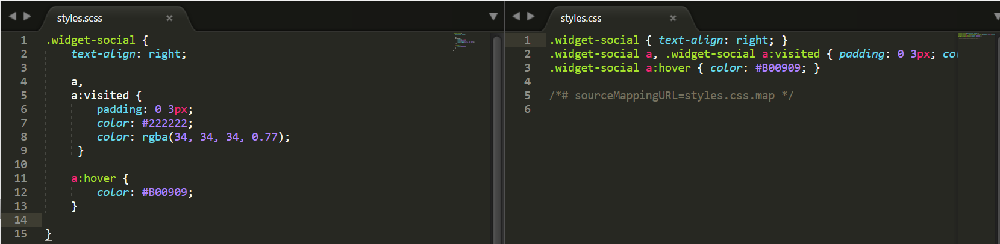 styles.scss ×
1 .widget-social {
2 text-align: right;
3
4 a,
5 a:visited {
6 padding: 0 3px;
7 color: #222222;
8 color: rgba(34, 34, 34, 0.77);
9 }
10
11 a:hover {
12 color: #B00909;
13 }
14
15 }
styles.css ×
1 .widget-social { text-align: right; }
2 .widget-social a, .widget-social a:visited { padding: 0 3px; co
3 .widget-social a:hover { color: #B00909; }
4
5 /*# sourceMappingURL=styles.css.map */
6